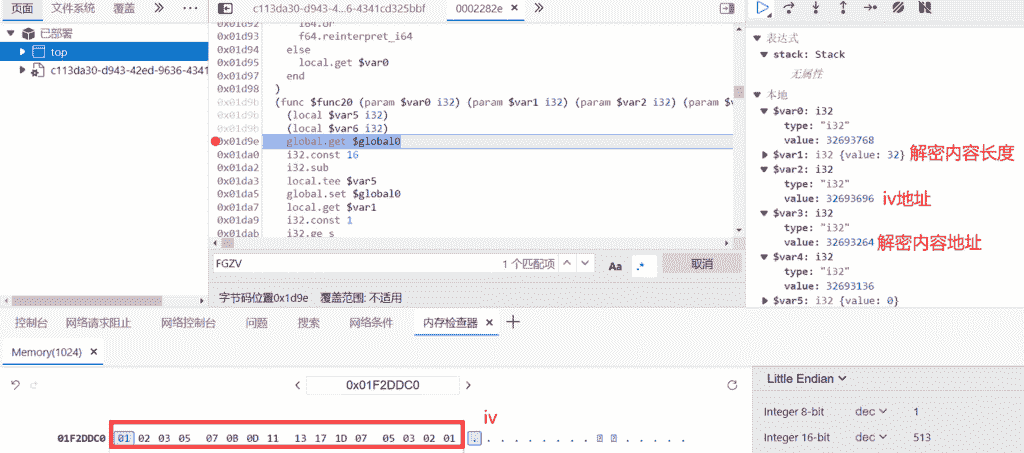 页面 文件系统 覆盖 >> c113da30-d943-4...6-4341cd325bbf 0002282e × >>
已部署
top
c113da30-d943-42ed-9636-4341
0x01d92 i64.or
0x01d93 f64.reinterpret_i64
0x01d94 else
0x01d95 local.get $var0
0x01d97 end
0x01d98 )
0x01d9b (func $func20 (param $var0 i32) (param $var1 i32) (param $var2 i32) (param $v
0x01d9b (local $var5 i32)
0x01d9b (local $var6 i32)
0x01d9e global.get $global0
0x01da0 i32.const 16
0x01da2 i32.sub
0x01da3 local.tee $var5
0x01da5 global.set $global0
0x01da7 local.get $var1
0x01da9 i32.const 1
0x01dab i32.ge_s
FGZV 1 个匹配项 Aa .* 取消
字节码位置0x1d9e 覆盖范围: 不适用
表达式
stack: Stack
无属性
本地
$var0: i32
type: "i32"
value: 32693768
$var1: i32 {value: 32} 解密内容长度
$var2: i32
type: "i32"
value: 32693696 iv地址
$var3: i32
type: "i32"
value: 32693264 解密内容地址
$var4: i32
type: "i32"
value: 32693136
$var5: i32 {value: 0}
控制台 网络请求阻止 网络控制台 问题 搜索 网络条件 内存检查器 × +
Memory(1024) ×
0x01F2DDC0
iv
01F2DDC0 01 02 03 05 07 0B 0D 11 13 17 1D 07 05 03 02 01 . . . . . . . . . . . . . .
Little Endian
Integer 8-bit dec 1
Integer 16-bit dec 513